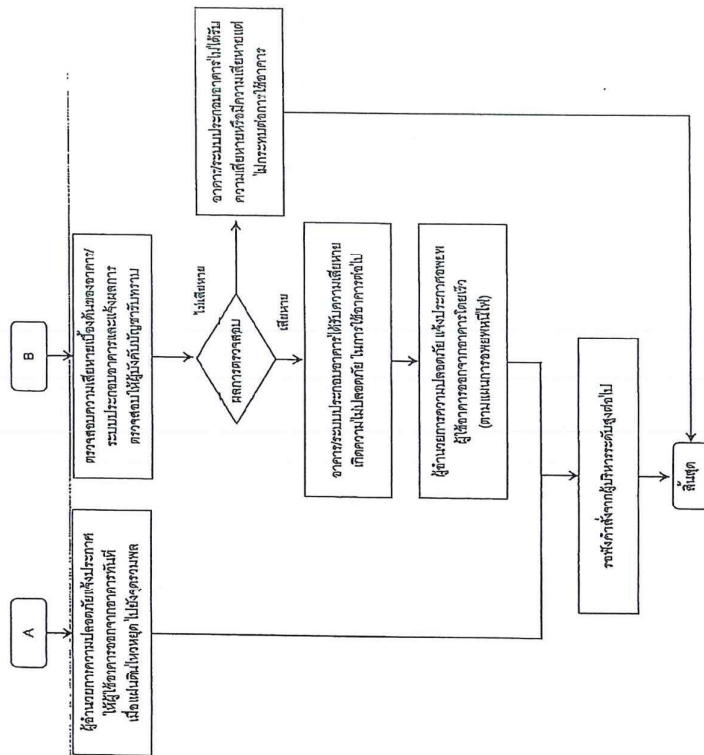 A
ผู้อำนวยการความปลอดภัยแจ้งประกาศ
ให้ผู้ใช้อาคารออกจากอาคารทันที
เมื่อแผ่นดินไหวหยุด ไปยังจุดรวมพล
B
ตรวจสอบความเสียหายเบื้องต้นของอาคาร/
ระบบประกอบอาคารและแจ้งผลการ
ตรวจสอบให้ผู้บังคับบัญชารับทราบ
ผลการตรวจสอบ
ไม่เสียหาย
อาคาร/ระบบประกอบอาคารไม่ได้รับ
ความเสียหายหรือมีความเสียหายแต่
ไม่กระทบต่อการใช้อาคาร
เสียหาย
อาคาร/ระบบประกอบอาคารได้รับความเสียหาย
เกิดความไม่ปลอดภัย ในการใช้อาคารต่อไป
ผู้อำนวยการความปลอดภัย แจ้งประกาศอพยพ
ผู้ใช้อาคารออกจากอาคารโดยเร็ว
(ตามแผนการอพยพหนีไฟ)
รอฟังคำสั่งจากผู้บริหารระดับสูงต่อไป
สิ้นสุด